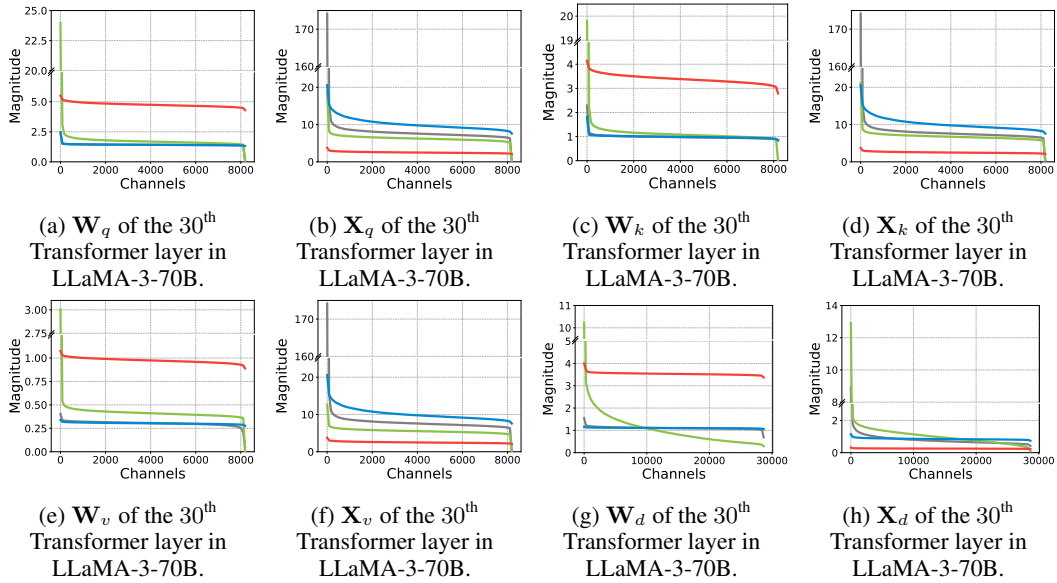 25.0
22.5
20.0
5.0
2.5
0.0
Magnitude
0 2000 4000 6000 8000
Channels
170
160
20
10
0
Magnitude
0 2000 4000 6000 8000
Channels
20
19
4
3
2
1
0
Magnitude
0 2000 4000 6000 8000
Channels
170
160
20
10
0
Magnitude
0 2000 4000 6000 8000
Channels
(a) W_q of the 30th
Transformer layer in
LLaMA-3-70B.
(b) X_q of the 30th
Transformer layer in
LLaMA-3-70B.
(c) W_k of the 30th
Transformer layer in
LLaMA-3-70B.
(d) X_k of the 30th
Transformer layer in
LLaMA-3-70B.
3.00
2.75
1.00
0.75
0.50
0.25
0.00
Magnitude
0 2000 4000 6000 8000
Channels
170
160
20
10
0
Magnitude
0 2000 4000 6000 8000
Channels
11
10
5
4
3
2
1
0
Magnitude
0 10000 20000 30000
Channels
14
12
10
8
4
2
0
Magnitude
0 10000 20000 30000
Channels
(e) W_v of the 30th
Transformer layer in
LLaMA-3-70B.
(f) X_v of the 30th
Transformer layer in
LLaMA-3-70B.
(g) W_d of the 30th
Transformer layer in
LLaMA-3-70B.
(h) X_d of the 30th
Transformer layer in
LLaMA-3-70B.